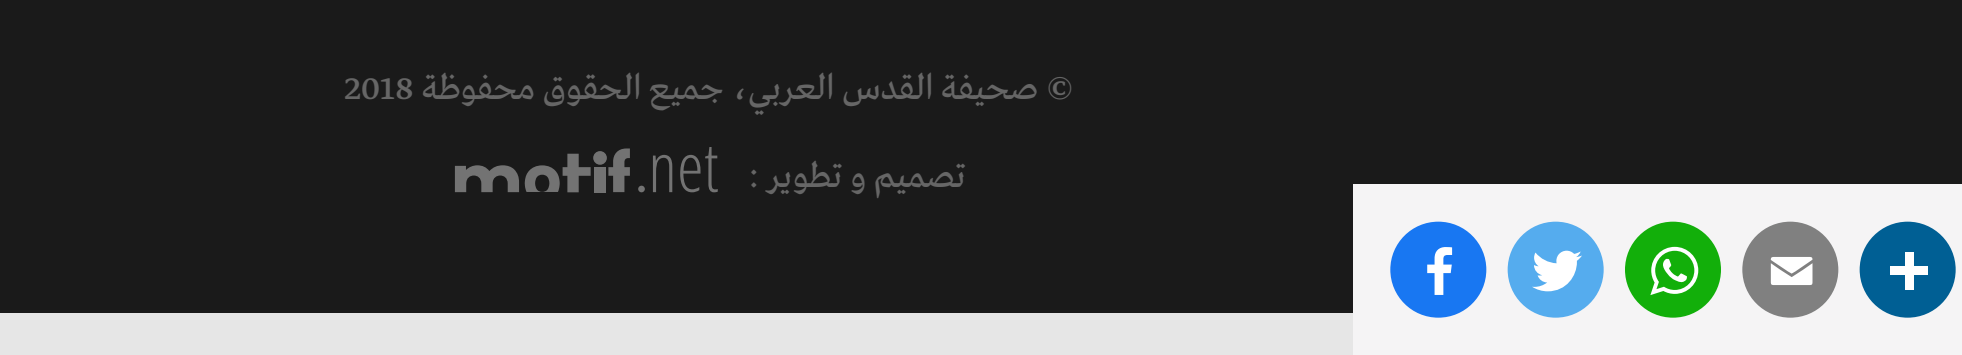 © صحيفة القدس العربي، جميع الحقوق محفوظة 2018
تصميم و تطوير : motif.net